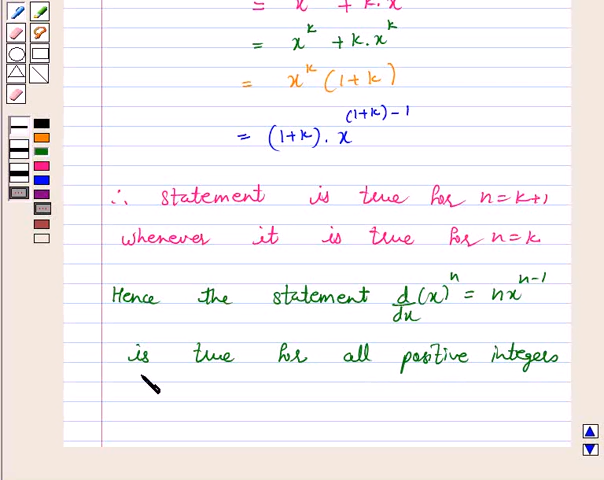 = x + k.x
= x^k + k.x^k
= x^k (1+k)
= (1+k).x^(1+k)-1
∴ statement is true for n=k+1
whenever it is true for n=k
Hence the statement d/dx (x)^n = nx^n-1
is true for all positive integers